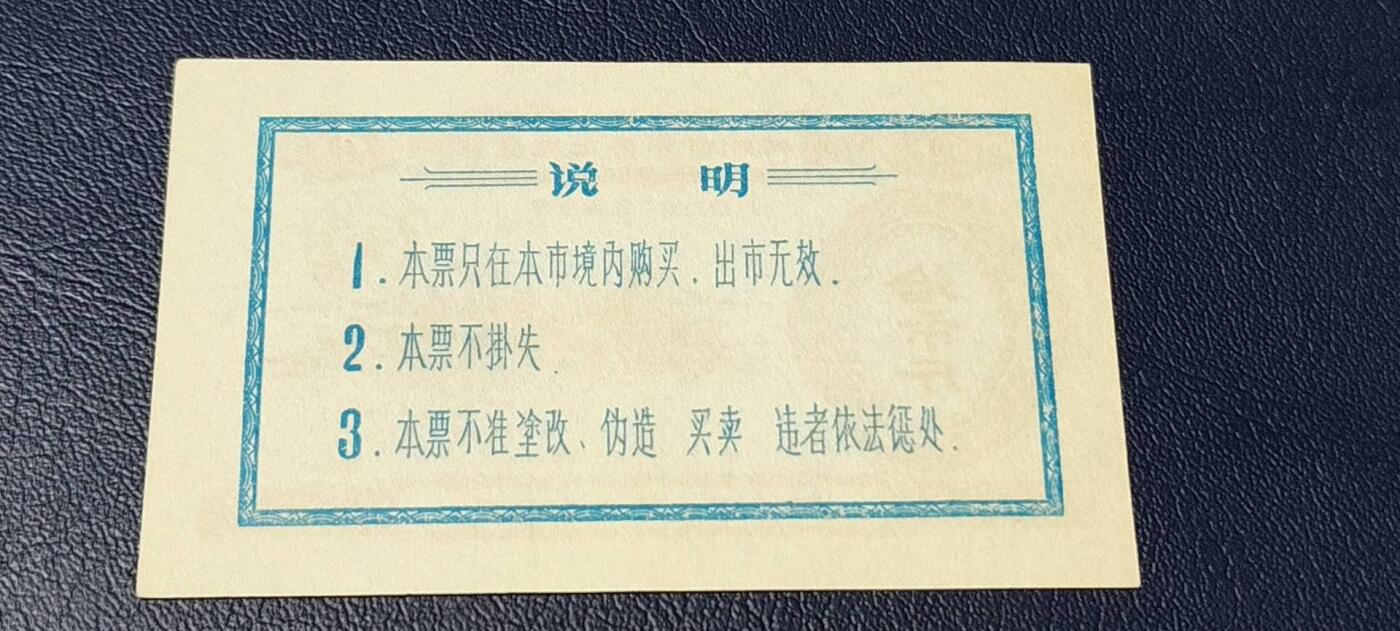 说 明
1.本票只在本市境内购买.出市无效.
2.本票不掛失.
3.本票不准塗改、伪造 买卖 违者依法惩处.